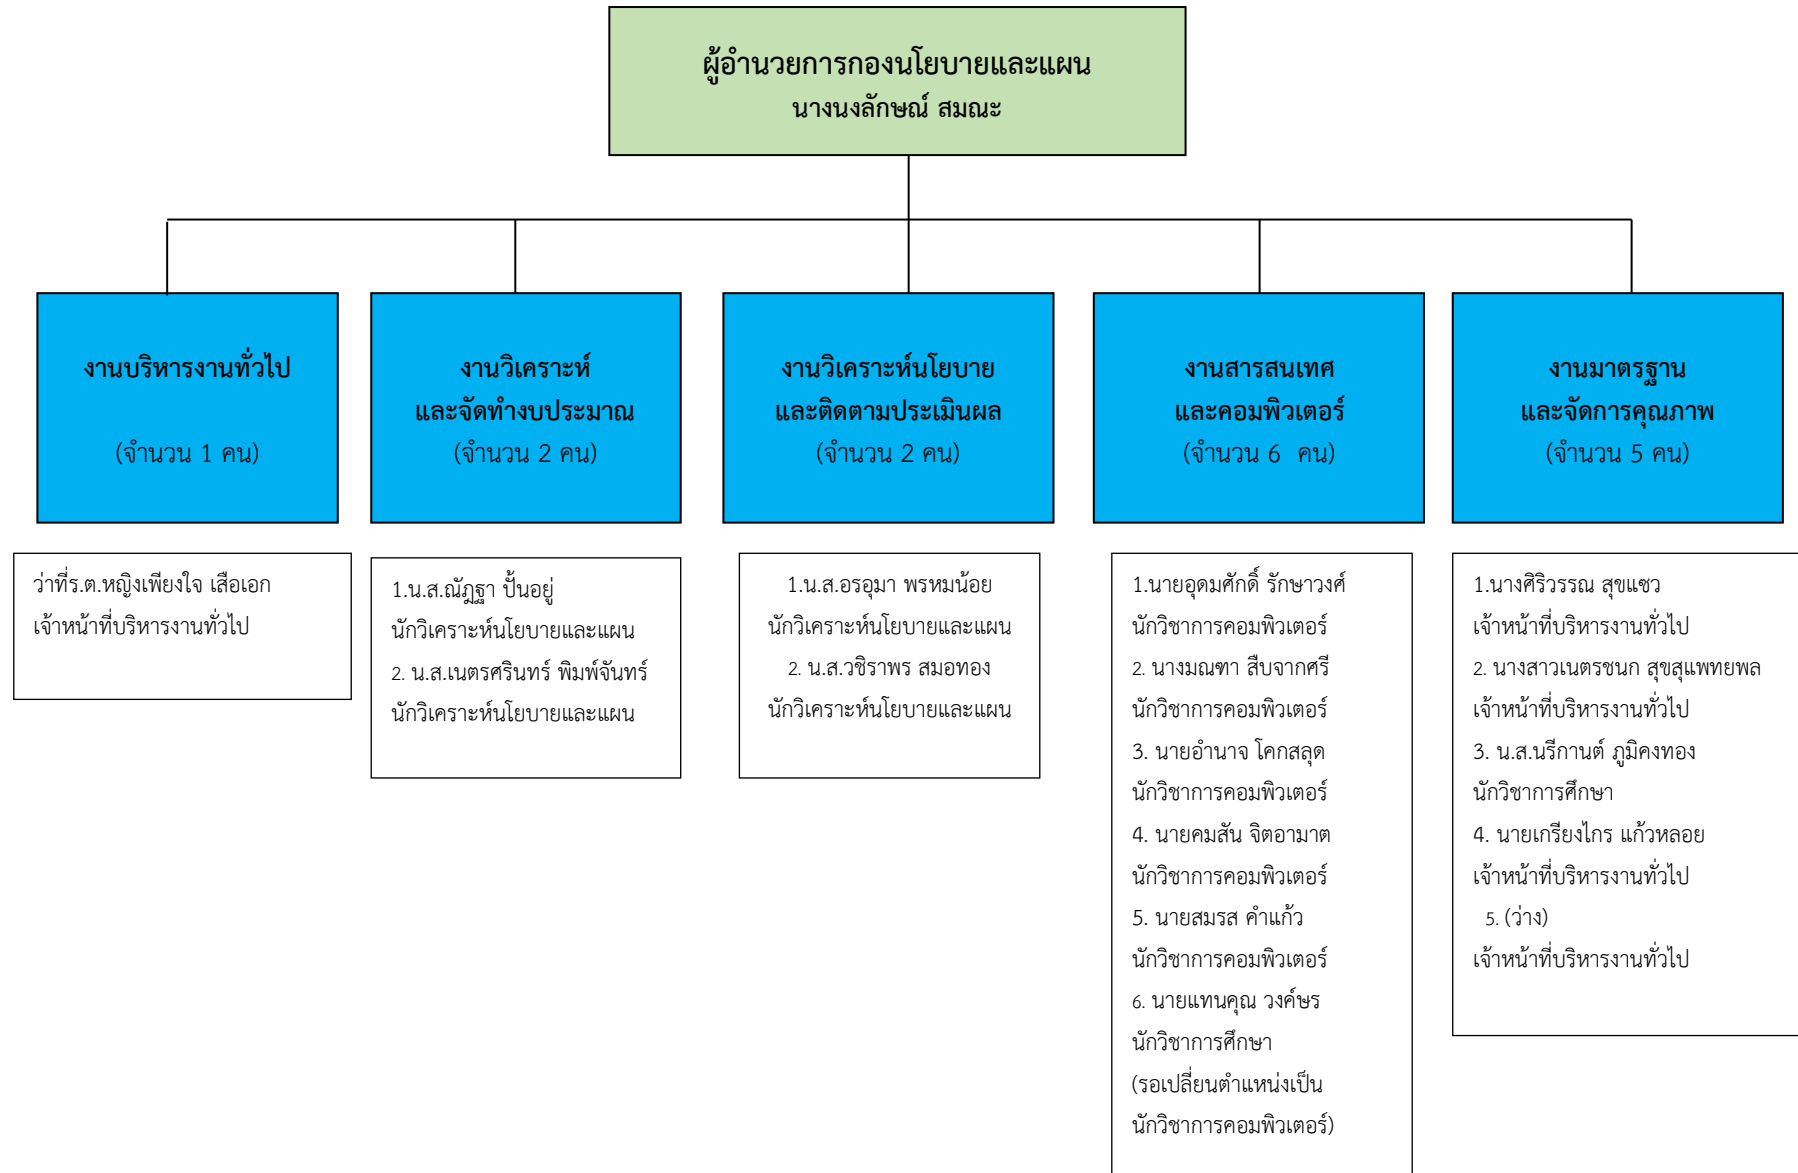 ผู้อำนวยการกองนโยบายและแผน
นางนงลักษณ์ สมณะ
งานบริหารงานทั่วไป
(จำนวน 1 คน)
งานวิเคราะห์
และจัดทำงบประมาณ
(จำนวน 2 คน)
งานวิเคราะห์นโยบาย
และติดตามประเมินผล
(จำนวน 2 คน)
งานสารสนเทศ
และคอมพิวเตอร์
(จำนวน 6 คน)
งานมาตรฐาน
และจัดการคุณภาพ
(จำนวน 5 คน)
ว่าที่ร.ต.หญิงเพียงใจ เสือเอก
เจ้าหน้าที่บริหารงานทั่วไป
1.น.ส.ณัฏฐา ปั้นอยู่
นักวิเคราะห์นโยบายและแผน
2. น.ส.เนตรศรินทร์ พิมพ์จันทร์
นักวิเคราะห์นโยบายและแผน
1.น.ส.อรอุมา พรหมน้อย
นักวิเคราะห์นโยบายและแผน
2. น.ส.วชิราพร สมอทอง
นักวิเคราะห์นโยบายและแผน
1.นายอุดมศักดิ์ รักษาวงศ์
นักวิชาการคอมพิวเตอร์
2. นางมณฑา สืบจากศรี
นักวิชาการคอมพิวเตอร์
3. นายอำนาจ โคกสลุด
นักวิชาการคอมพิวเตอร์
4. นายคมสัน จิตอามาต
นักวิชาการคอมพิวเตอร์
5. นายสมรส คำแก้ว
นักวิชาการคอมพิวเตอร์
6. นายแทนคุณ วงค์ษร
นักวิชาการศึกษา
(รอเปลี่ยนตำแหน่งเป็น
นักวิชาการคอมพิวเตอร์)
1.นางศิริวรรณ สุขแซว
เจ้าหน้าที่บริหารงานทั่วไป
2. นางสาวเนตรชนก สุขสุแพทยพล
เจ้าหน้าที่บริหารงานทั่วไป
3. น.ส.นรีกานต์ ภูมิคงทอง
นักวิชาการศึกษา
4. นายเกรียงไกร แก้วหลอย
เจ้าหน้าที่บริหารงานทั่วไป
5. (ว่าง)
เจ้าหน้าที่บริหารงานทั่วไป